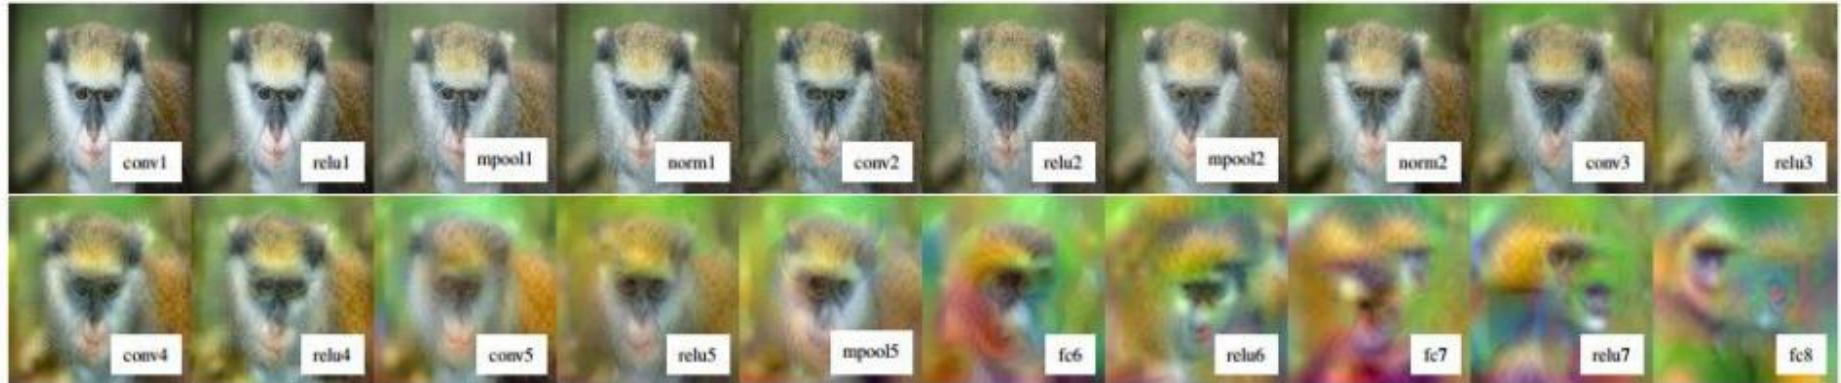 conv1 relu1 mpool1 norm1 conv2 relu2 mpool2 norm2 conv3 relu3
conv4 relu4 conv5 relu5 mpool5 fc6 relu6 fc7 relu7 fc8